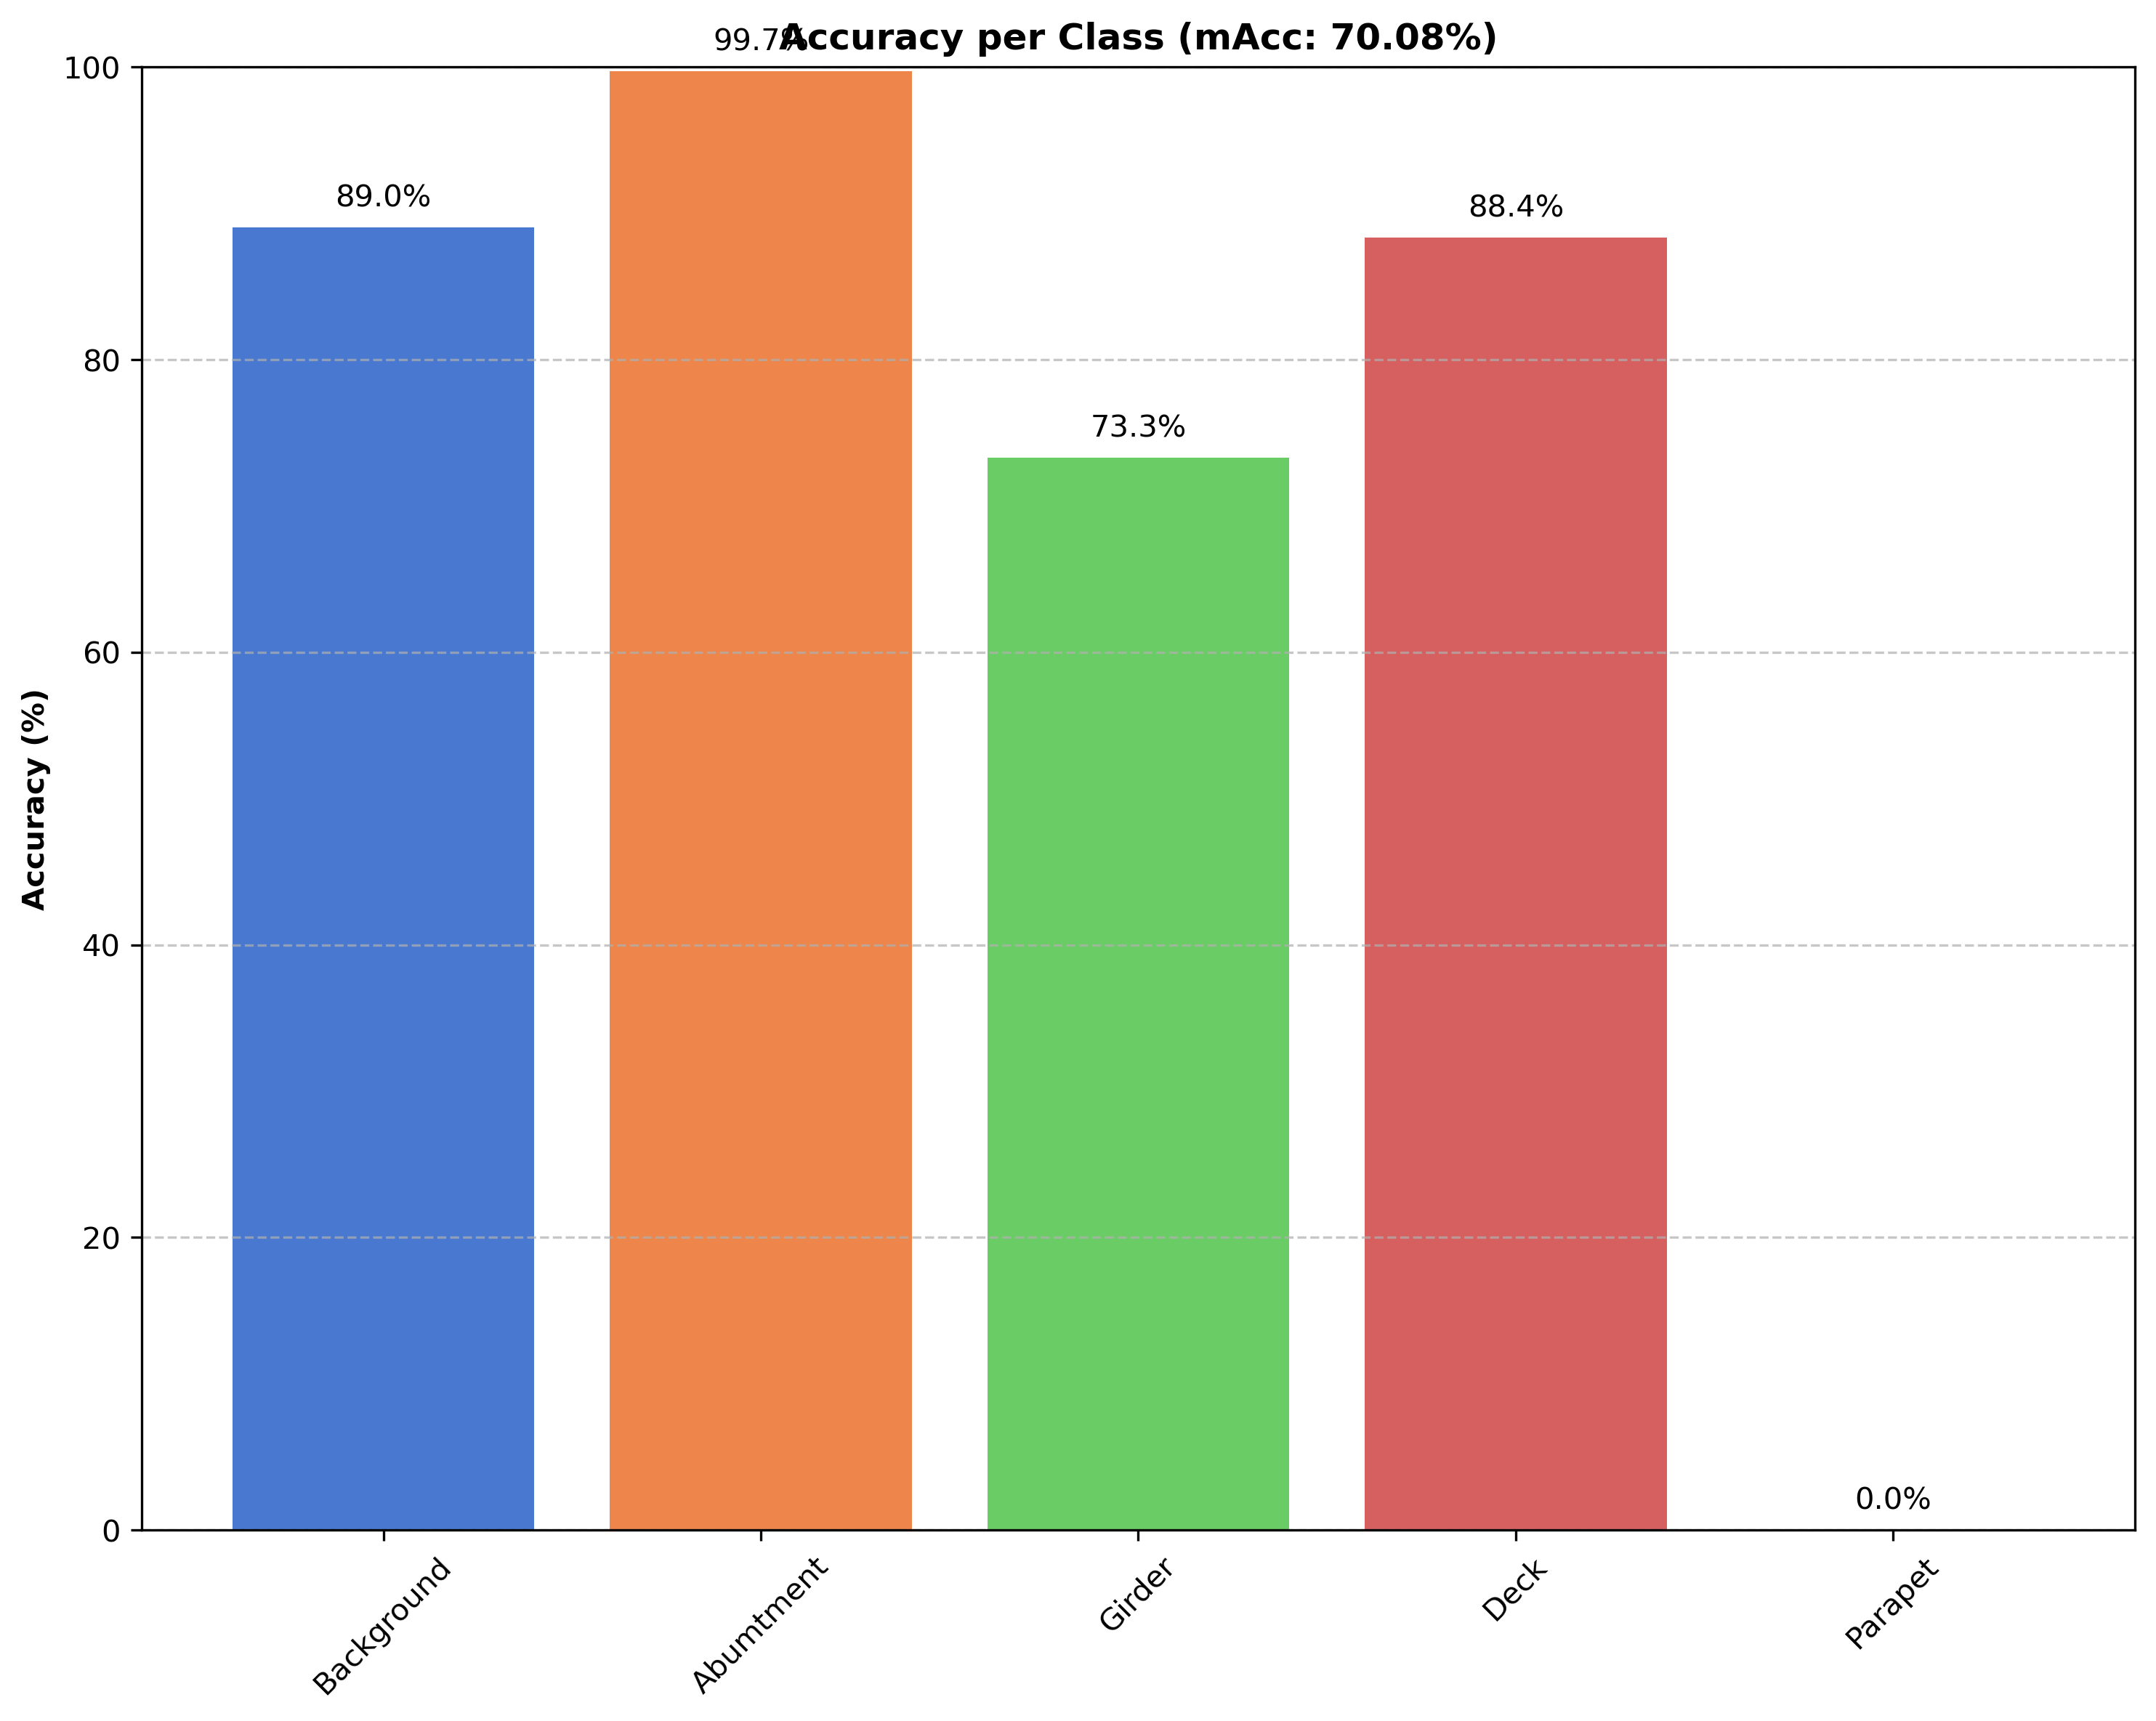 Accuracy per Class (mAcc: 70.08%)
99.7%
100
89.0%
88.4%
80
73.3%
60
Accuracy (%)
40
20
0.0%
0
Background
Abumtment
Girder
Deck
Parapet